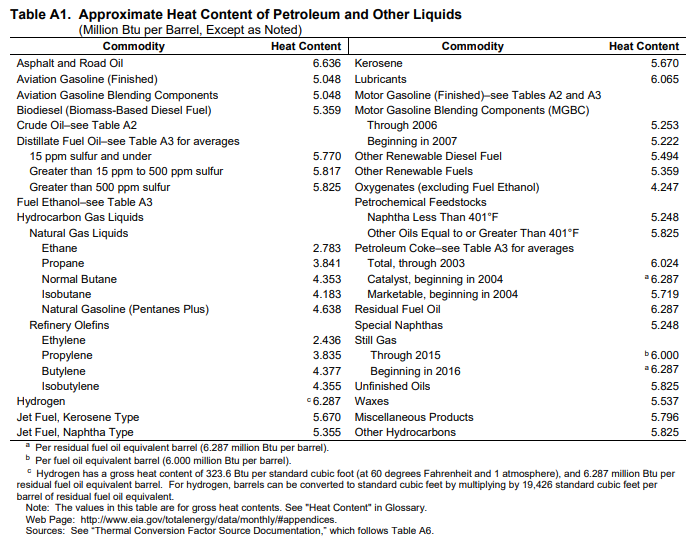 Table A1. Approximate Heat Content of Petroleum and Other Liquids
(Million Btu per Barrel, Except as Noted)
Commodity Heat Content Commodity Heat Content
Asphalt and Road Oil 6.636 Kerosene 5.670
Aviation Gasoline (Finished) 5.048 Lubricants 6.065
Aviation Gasoline Blending Components 5.048 Motor Gasoline (Finished)–see Tables A2 and A3
Biodiesel (Biomass-Based Diesel Fuel) 5.359 Motor Gasoline Blending Components (MGBC)
Crude Oil–see Table A2 Through 2006 5.253
Distillate Fuel Oil–see Table A3 for averages Beginning in 2007 5.222
15 ppm sulfur and under 5.770 Other Renewable Diesel Fuel 5.494
Greater than 15 ppm to 500 ppm sulfur 5.817 Other Renewable Fuels 5.359
Greater than 500 ppm sulfur 5.825 Oxygenates (excluding Fuel Ethanol) 4.247
Fuel Ethanol–see Table A3 Petrochemical Feedstocks
Hydrocarbon Gas Liquids Naphtha Less Than 401°F 5.248
Natural Gas Liquids Other Oils Equal to or Greater Than 401°F 5.825
Ethane 2.783 Petroleum Coke–see Table A3 for averages
Propane 3.841 Total, through 2003 6.024
Normal Butane 4.353 Catalyst, beginning in 2004 a 6.287
Isobutane 4.183 Marketable, beginning in 2004 5.719
Natural Gasoline (Pentanes Plus) 4.638 Residual Fuel Oil 6.287
Refinery Olefins Special Naphthas 5.248
Ethylene 2.436 Still Gas
Propylene 3.835 Through 2015 b 6.000
Butylene 4.377 Beginning in 2016 a 6.287
Isobutylene 4.355 Unfinished Oils 5.825
Hydrogen c 6.287 Waxes 5.537
Jet Fuel, Kerosene Type 5.670 Miscellaneous Products 5.796
Jet Fuel, Naphtha Type 5.355 Other Hydrocarbons 5.825
a Per residual fuel oil equivalent barrel (6.287 million Btu per barrel).
b Per fuel oil equivalent barrel (6.000 million Btu per barrel).
c Hydrogen has a gross heat content of 323.6 Btu per standard cubic foot (at 60 degrees Fahrenheit and 1 atmosphere), and 6.287 million Btu per
residual fuel oil equivalent barrel. For hydrogen, barrels can be converted to standard cubic feet by multiplying by 19,426 standard cubic feet per
barrel of residual fuel oil equivalent.
Note: The values in this table are for gross heat contents. See "Heat Content" in Glossary.
Web Page: http://www.eia.gov/totalenergy/data/monthly/#appendices.
Sources: See “Thermal Conversion Factor Source Documentation,” which follows Table A6.